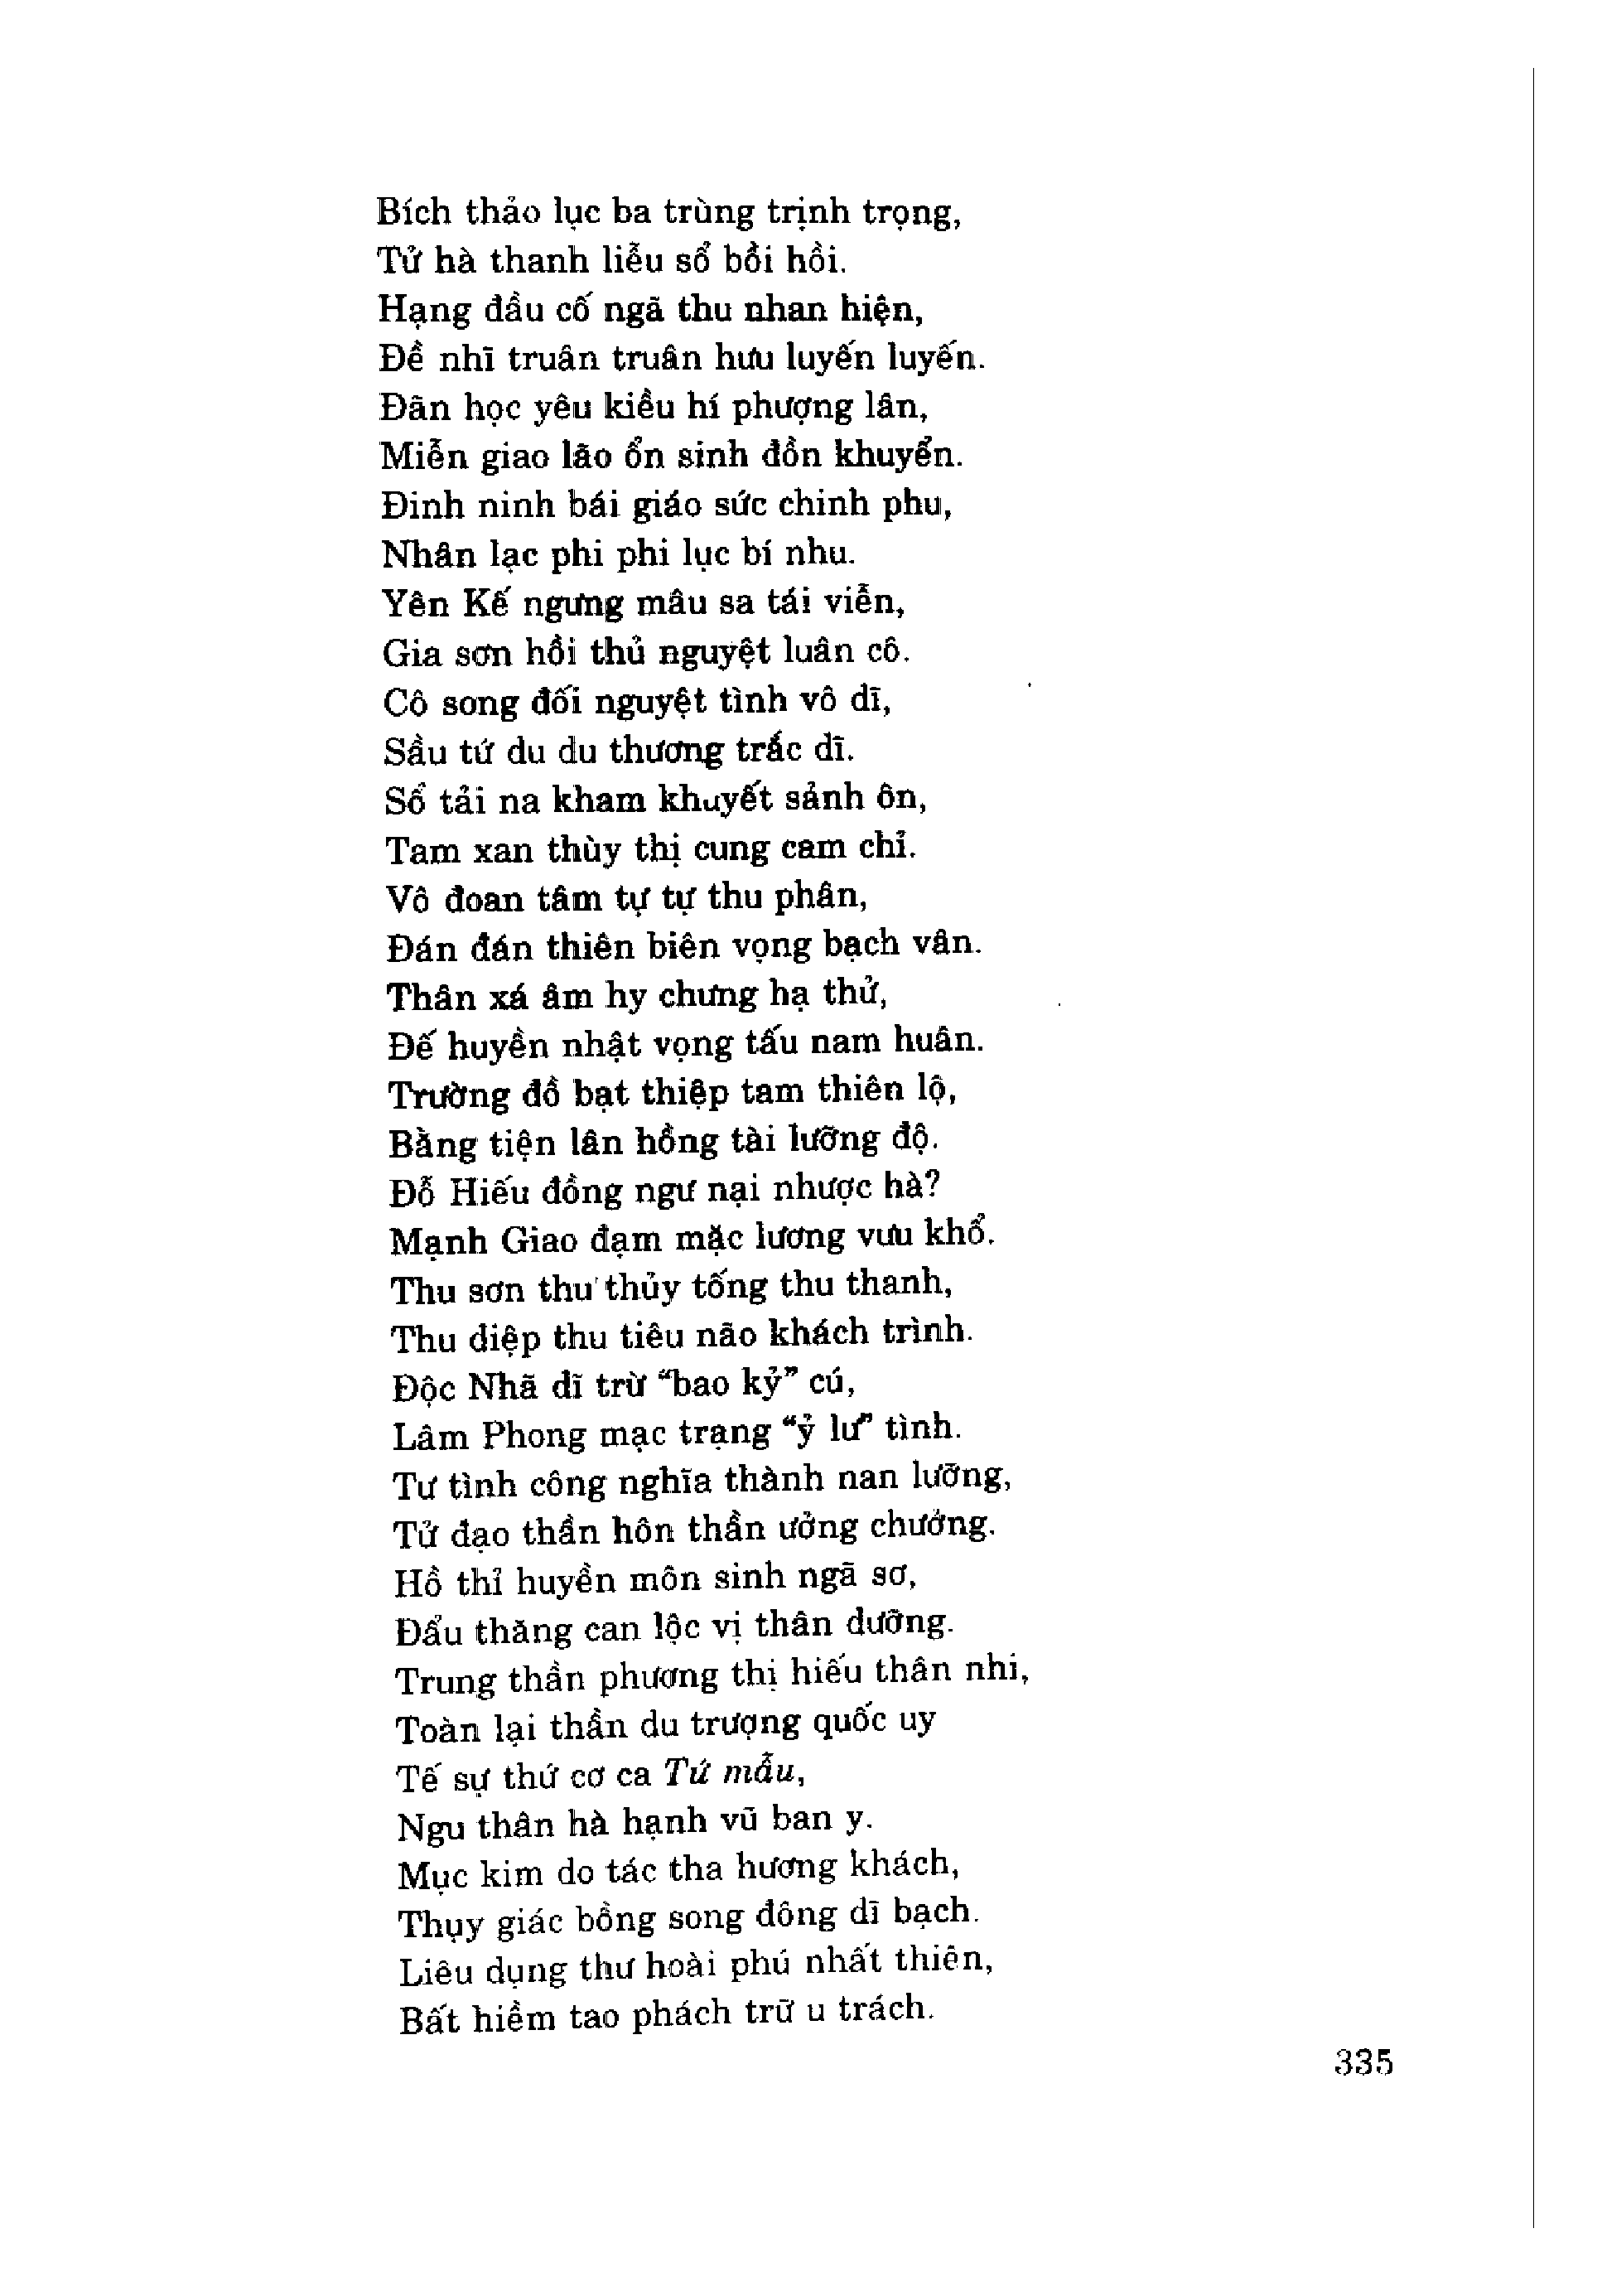 Bích thảo lục ba trùng trịnh trọng,
Tử hà thanh liễu sổ bồi hồi.
Hạng đầu cố ngã thu nhan hiện,
Đề nhĩ truân truân hưu luyến luyến.
Đãn học yêu kiều hí phượng lân,
Miễn giao lão ổn sinh đồn khuyển.
Đinh ninh bái giáo sức chinh phu,
Nhân lạc phi phi lục bí nhu.
Yên Kế ngưng mâu sa tái viễn,
Gia sơn hồi thủ nguyệt luân cô.
Cô song đối nguyệt tình vô dĩ,
Sầu tứ du du thương trắc dĩ.
Sổ tải na kham khuyết sảnh ôn,
Tam xan thùy thị cung cam chỉ.
Vô đoan tâm tự tự thu phân,
Đán đán thiên biên vọng bạch vân.
Thân xá âm hy chưng hạ thử,
Đế huyền nhật vọng tấu nam huân.
Trường đồ bạt thiệp tam thiên lộ,
Bằng tiện lân hồng tài lưỡng độ.
Đỗ Hiếu đồng ngư nại nhược hà?
Mạnh Giao đạm mặc lương vưu khổ.
Thu sơn thu thủy tống thu thanh,
Thu diệp thu tiêu não khách trình.
Độc Nhã dĩ trừ “bao kỷ” cú,
Lâm Phong mạc trạng “ỷ lư” tình.
Tư tình công nghĩa thành nan lưỡng,
Tử đạo thần hôn thần ưởng chưởng.
Hồ thỉ huyền môn sinh ngã sơ,
Đẩu thăng can lộc vị thân dưỡng.
Trung thần phương thị hiếu thân nhi,
Toàn lại thần du trượng quốc uy
Tế sự thứ cơ ca Tứ mẫu,
Ngu thân hà hạnh vũ ban y.
Mục kim do tác tha hương khách,
Thụy giác bồng song đông dĩ bạch.
Liêu dụng thư hoài phú nhất thiên,
Bất hiềm tao phách trữ u trách.
335